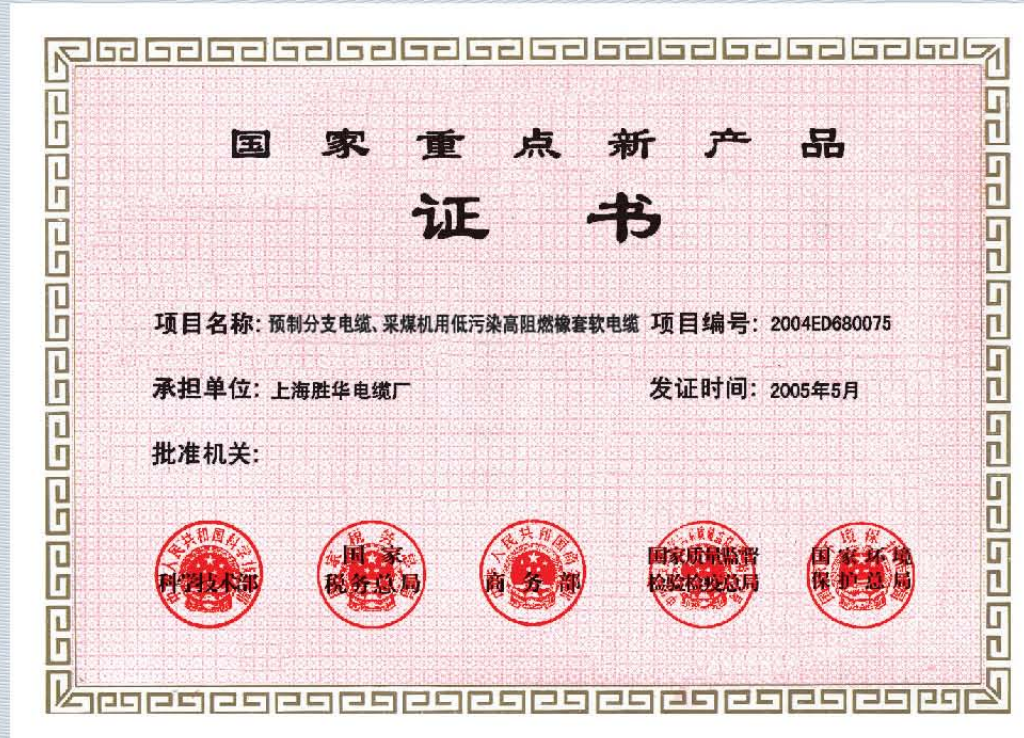 国家重点新产品
证书
项目名称: 预制分支电缆、采煤机用低污染高阻燃橡套软电缆 项目编号: 2004ED680075
承担单位: 上海胜华电缆厂 发证时间: 2005年5月
批准机关:
科学技术部
国家
税务总局
商务部
国家质量监督
检验检疫总局
国家环境
保护总局